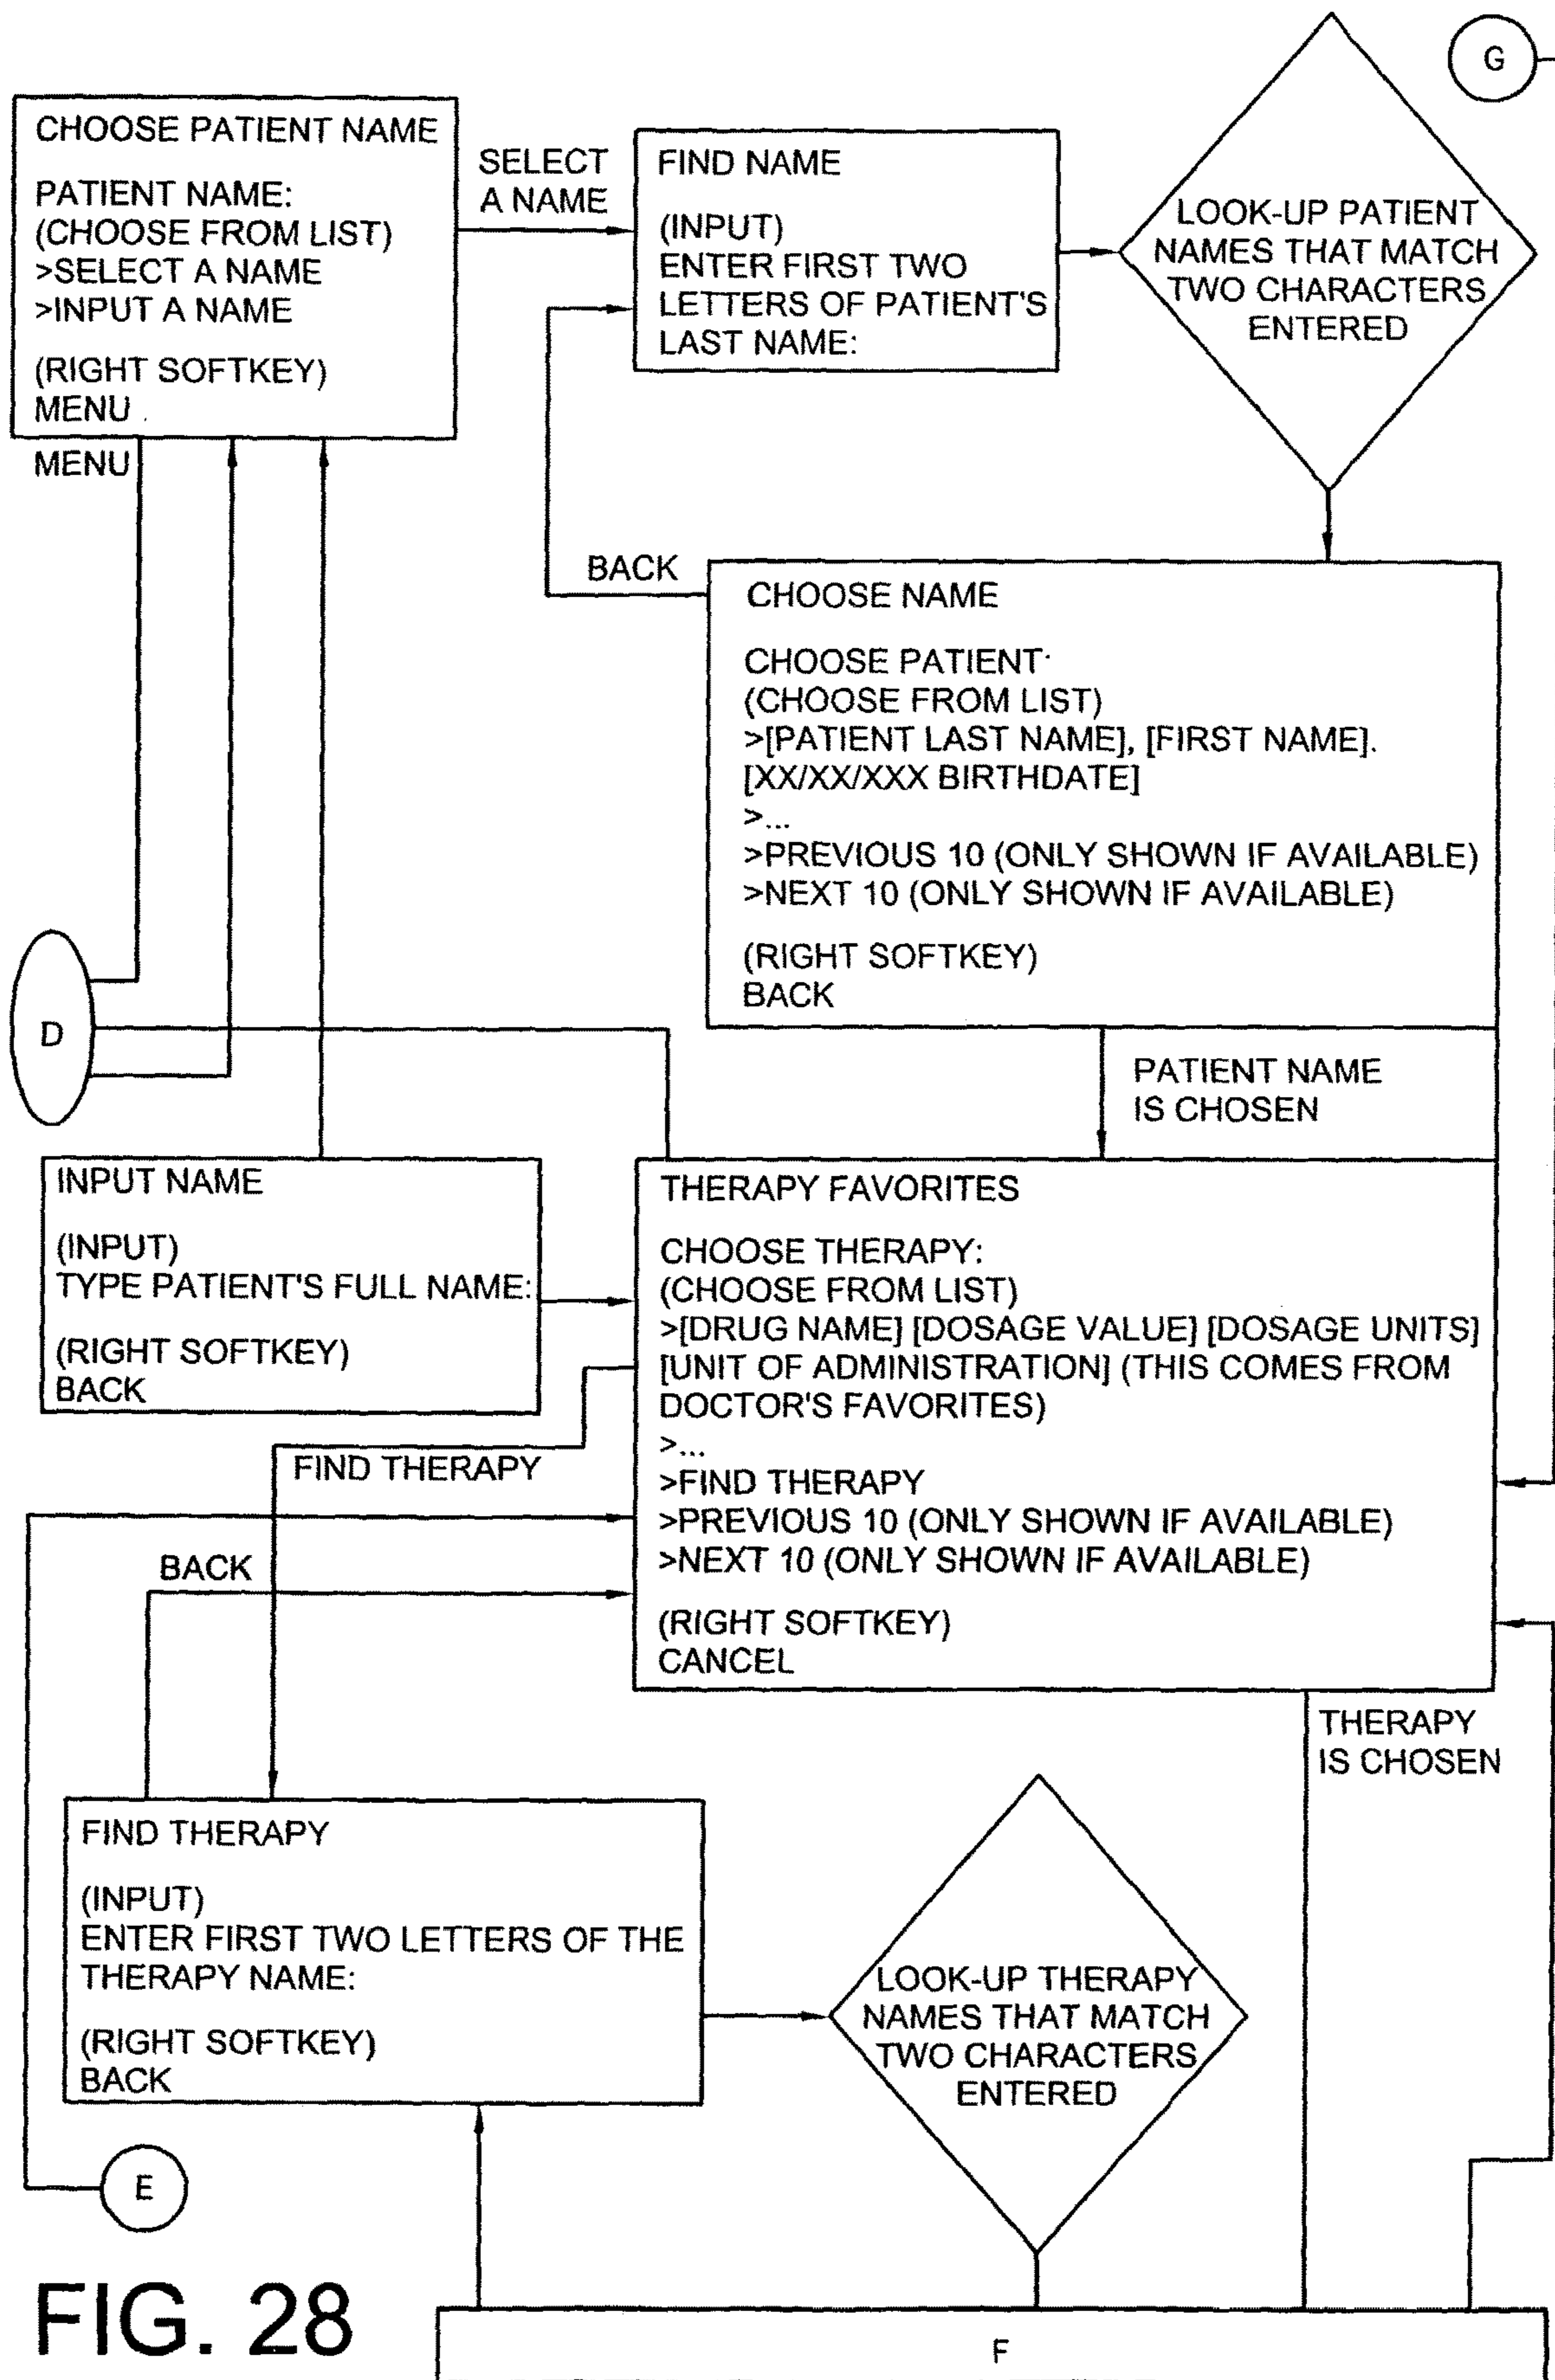 G
CHOOSE PATIENT NAME
PATIENT NAME:
(CHOOSE FROM LIST)
>SELECT A NAME
>INPUT A NAME
(RIGHT SOFTKEY)
MENU
MENU
SELECT
A NAME
FIND NAME
(INPUT)
ENTER FIRST TWO
LETTERS OF PATIENT'S
LAST NAME:
LOOK-UP PATIENT
NAMES THAT MATCH
TWO CHARACTERS
ENTERED
BACK
CHOOSE NAME
CHOOSE PATIENT:
(CHOOSE FROM LIST)
>[PATIENT LAST NAME], [FIRST NAME].
[XX/XX/XXX BIRTHDATE]
>...
>PREVIOUS 10 (ONLY SHOWN IF AVAILABLE)
>NEXT 10 (ONLY SHOWN IF AVAILABLE)
(RIGHT SOFTKEY)
BACK
D
PATIENT NAME
IS CHOSEN
INPUT NAME
(INPUT)
TYPE PATIENT'S FULL NAME:
(RIGHT SOFTKEY)
BACK
THERAPY FAVORITES
CHOOSE THERAPY:
(CHOOSE FROM LIST)
>[DRUG NAME] [DOSAGE VALUE] [DOSAGE UNITS]
[UNIT OF ADMINISTRATION] (THIS COMES FROM
DOCTOR'S FAVORITES)
>...
>FIND THERAPY
>PREVIOUS 10 (ONLY SHOWN IF AVAILABLE)
>NEXT 10 (ONLY SHOWN IF AVAILABLE)
(RIGHT SOFTKEY)
CANCEL
FIND THERAPY
BACK
THERAPY
IS CHOSEN
FIND THERAPY
(INPUT)
ENTER FIRST TWO LETTERS OF THE
THERAPY NAME:
(RIGHT SOFTKEY)
BACK
LOOK-UP THERAPY
NAMES THAT MATCH
TWO CHARACTERS
ENTERED
E
FIG. 28
F